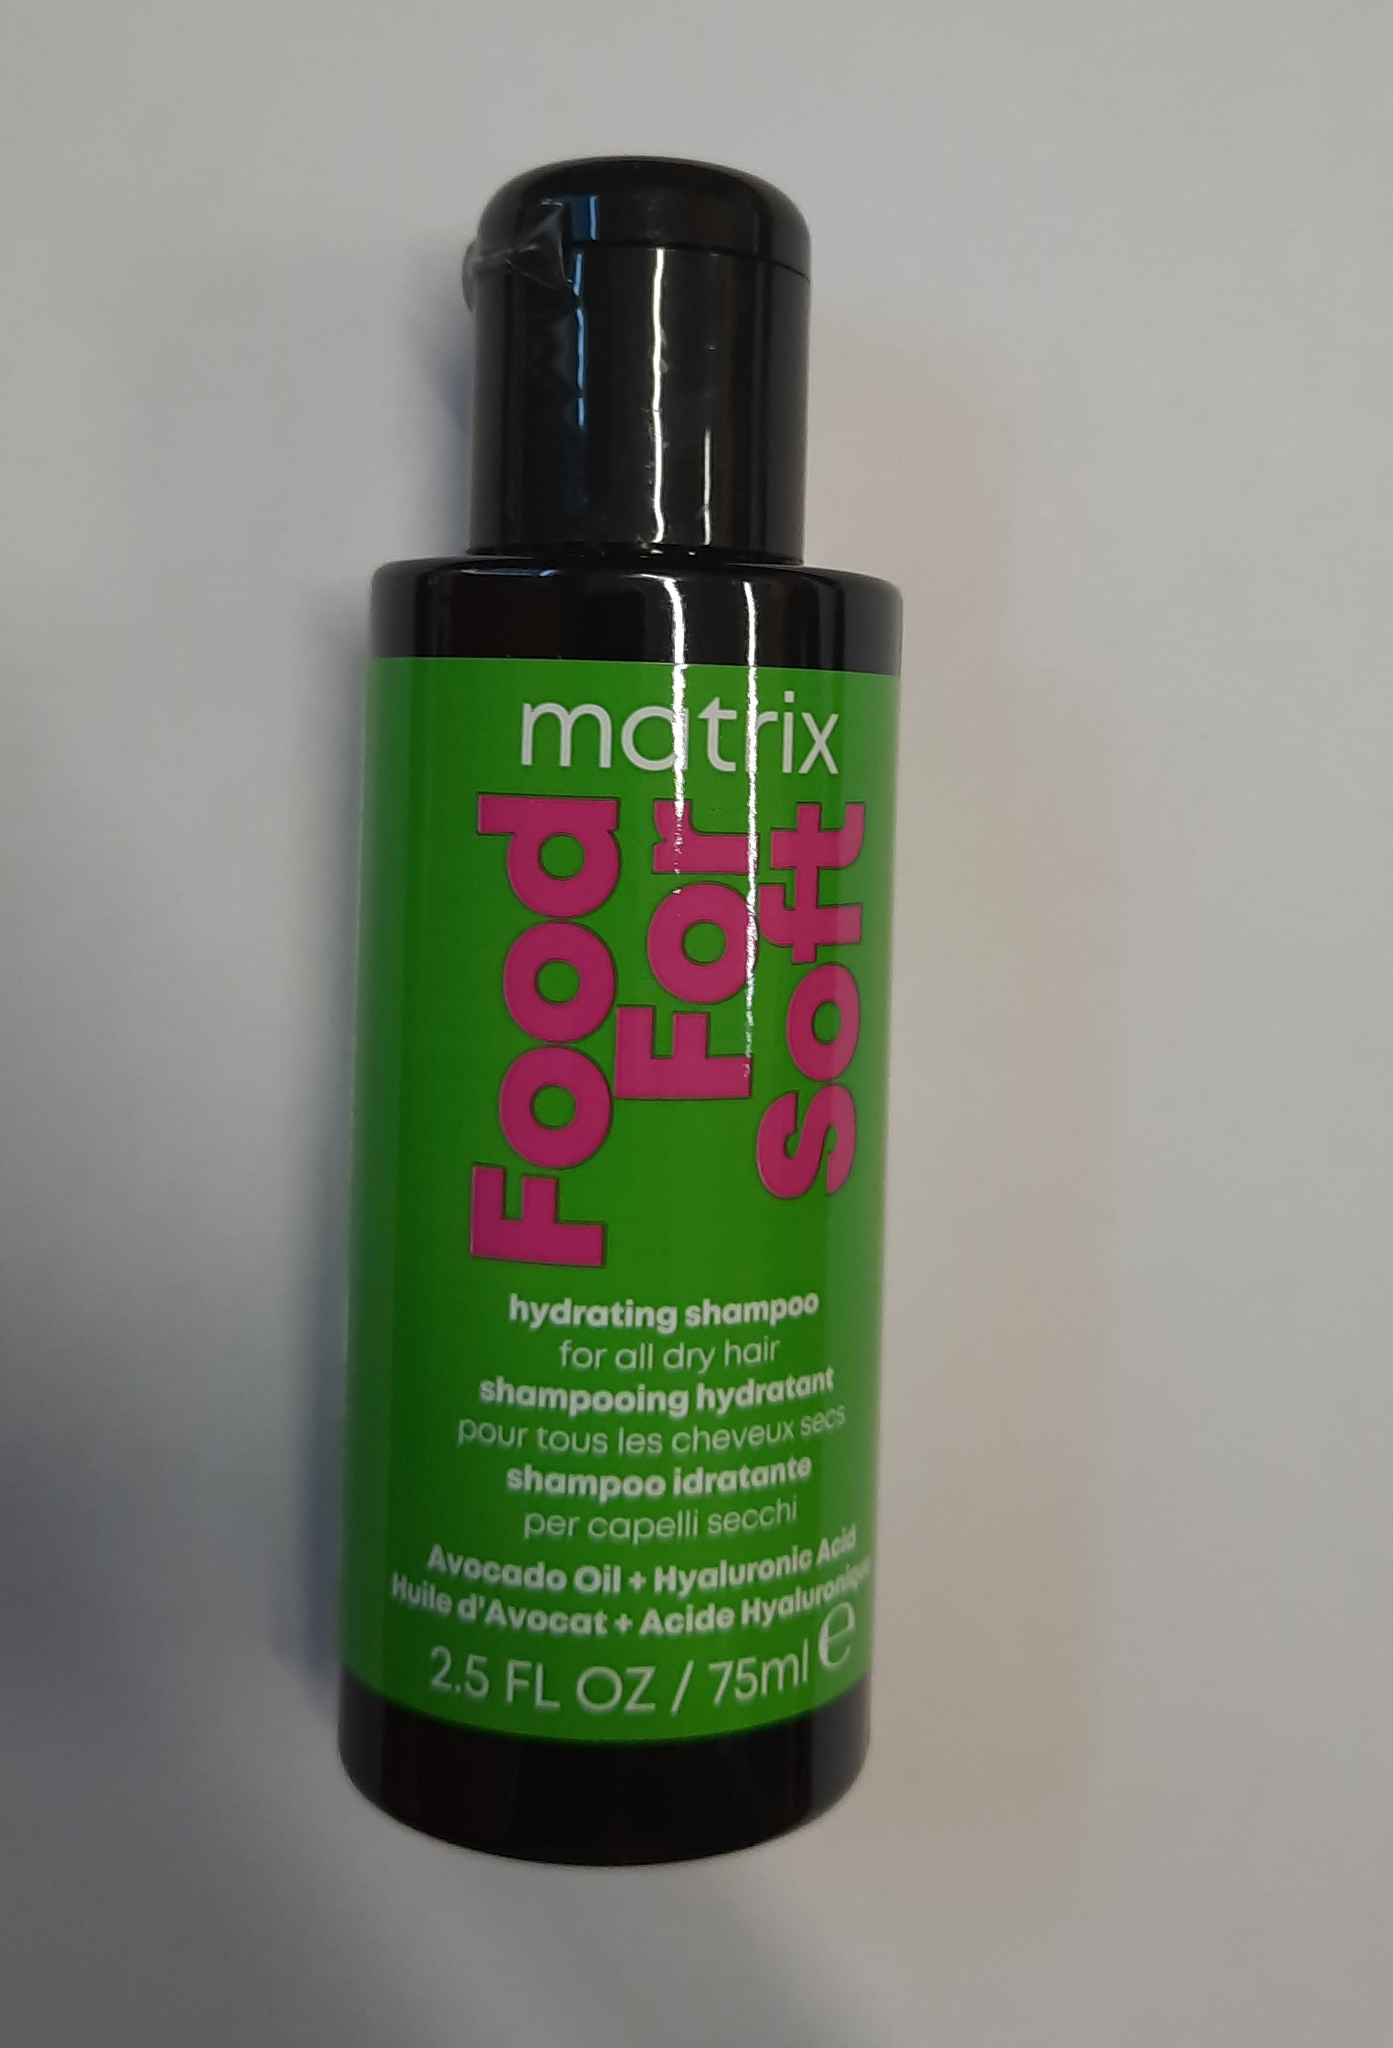 matrix
Food
For
Soft
hydrating shampoo
for all dry hair
shampooing hydratant
pour tous les cheveux secs
shampoo idratante
per capelli secchi
Avocado Oil + Hyaluronic Acid
Huile d'Avocat + Acide Hyaluronique
2.5 FL OZ / 75ml ℮